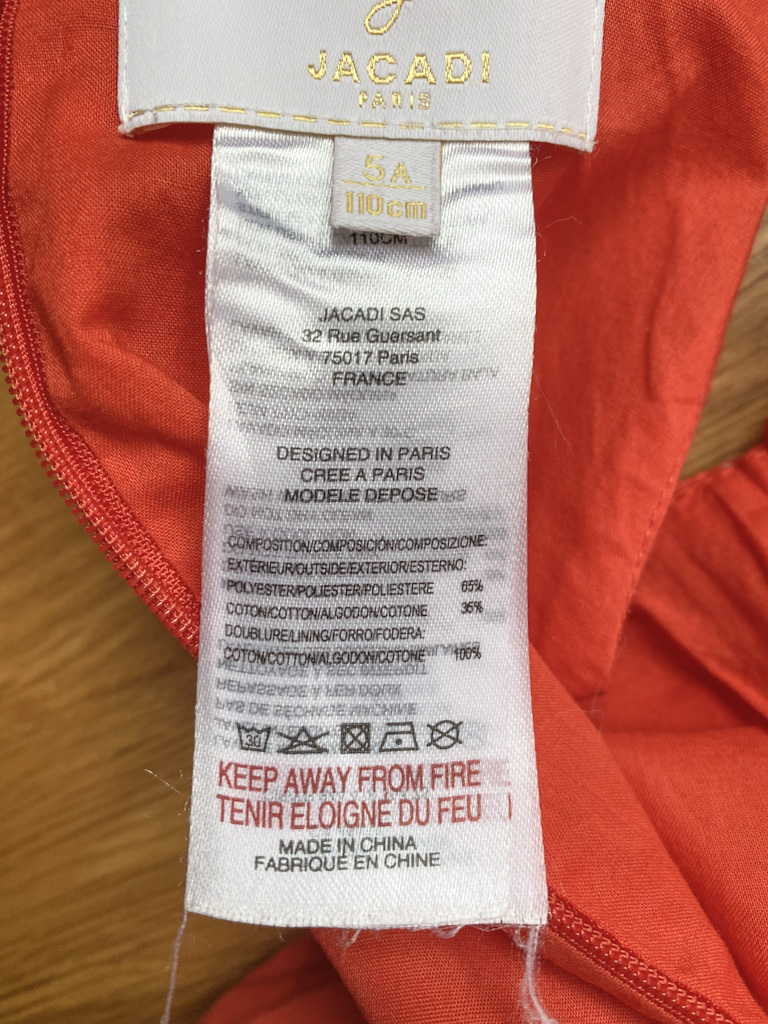 JACADI
PARIS
5A
110cm
110CM
JACADI SAS
32 Rue Guersant
75017 Paris
FRANCE
DESIGNED IN PARIS
CREE A PARIS
MODELE DEPOSE
COMPOSITION/COMPOSICIÓN/COMPOSIZIONE:
EXTERIEUR/OUTSIDE/EXTERIOR/ESTERNO:
POLYESTER/POLIESTER/POLIESTERE 65%
COTON/COTTON/ALGODON/COTONE 35%
DOUBLURE/LINING/FORRO/FODERA:
COTON/COTTON/ALGODON/COTONE 100%
30
KEEP AWAY FROM FIRE
TENIR ELOIGNÉ DU FEU
MADE IN CHINA
FABRIQUE EN CHINE